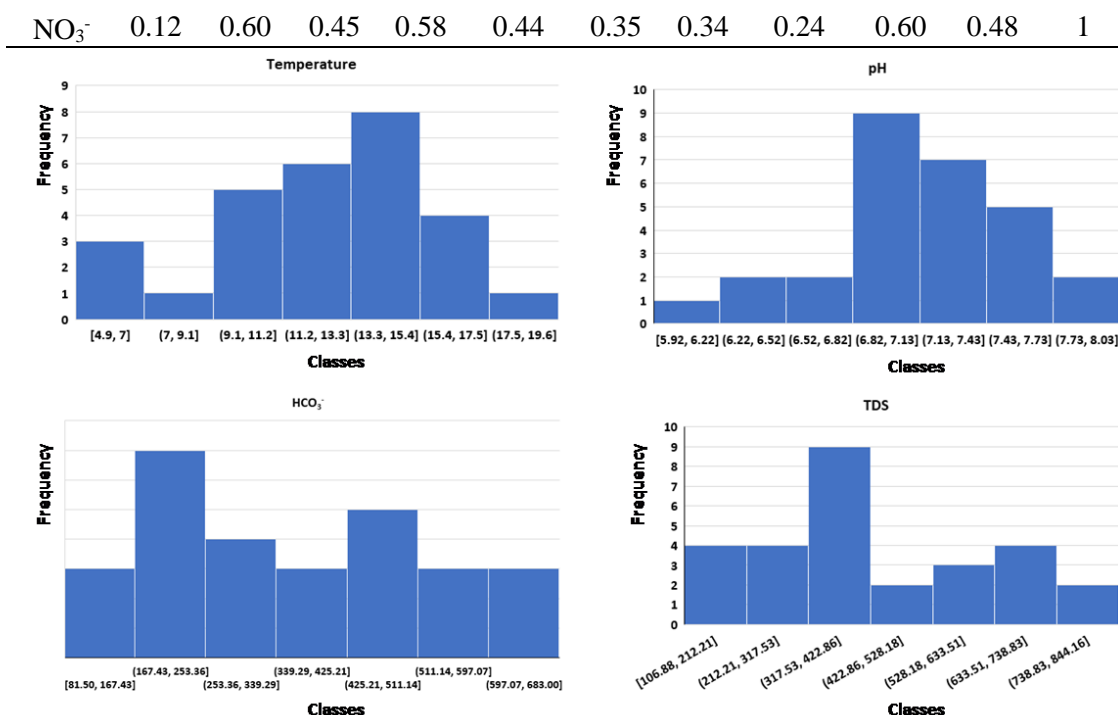 NO₃⁻ 0.12 0.60 0.45 0.58 0.44 0.35 0.34 0.24 0.60 0.48 1
Temperature
Frequency
9
8
7
6
5
4
3
2
1
0
[4.9, 7] (7, 9.1] (9.1, 11.2] (11.2, 13.3] (13.3, 15.4] (15.4, 17.5] (17.5, 19.6]
Classes
pH
Frequency
10
9
8
7
6
5
4
3
2
1
0
[5.92, 6.22] (6.22, 6.52] (6.52, 6.82] (6.82, 7.13] (7.13, 7.43] (7.43, 7.73] (7.73, 8.03]
Classes
HCO₃⁻
Frequency
(167.43, 253.36] (339.29, 425.21] (511.14, 597.07]
[81.50, 167.43] (253.36, 339.29] (425.21, 511.14] (597.07, 683.00]
Classes
TDS
Frequency
10
9
8
7
6
5
4
3
2
1
0
[106.88, 212.21] (212.21, 317.53] (317.53, 422.86] (422.86, 528.18] (528.18, 633.51] (633.51, 738.83] (738.83, 844.16]
Classes